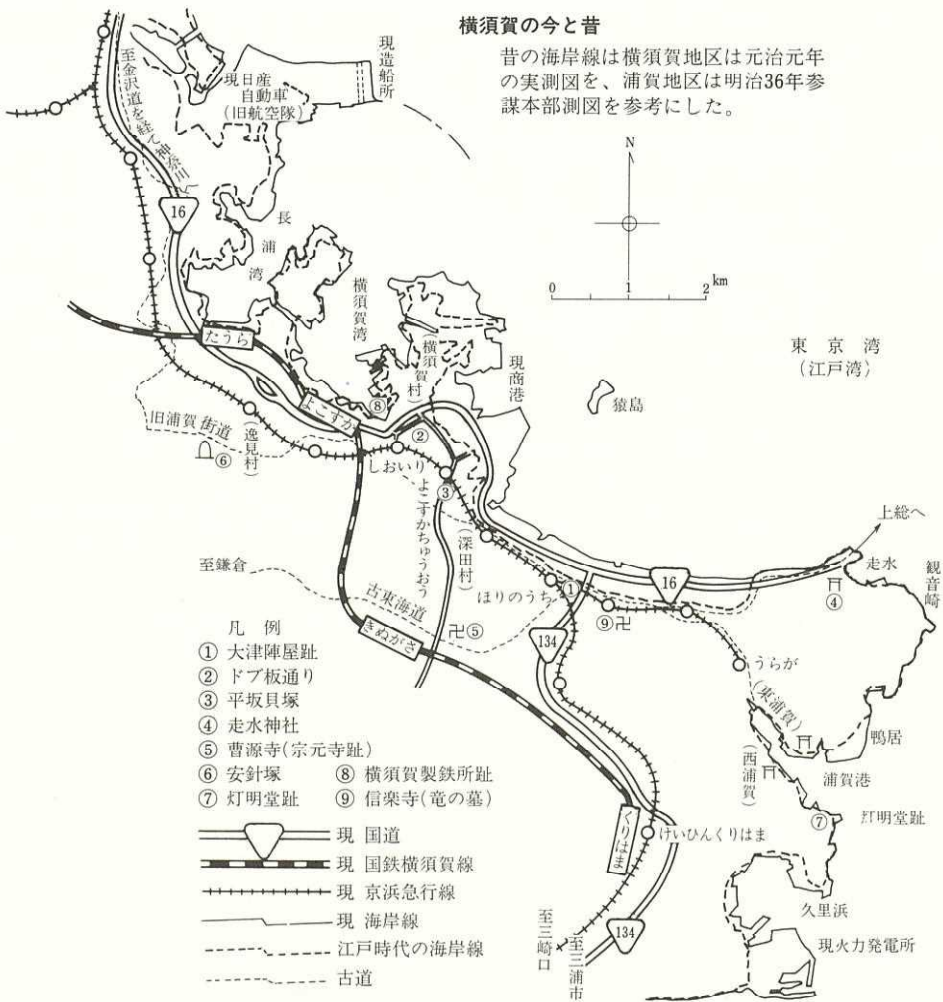 横須賀の今と昔
昔の海岸線は横須賀地区は元治元年
の実測図を、浦賀地区は明治36年参
謀本部測図を参考にした。
至金沢道を経て神奈川へ
現日産
自動車
(旧航空隊)
現造船所
N
0 1 2 km
16
長浦湾
横須賀湾
横須賀村)
現商港
東京湾
(江戸湾)
猿島
たうら
よこすか
⑧
②
旧浦賀街道
(逸見村)
⑥
しおいり
③
よこすかちゅうおう
(深田村)
上総へ
走水
観音崎
④
16
至鎌倉
古東海道
ほりのうち
①
⑨卍
卍⑤
きぬがさ
134
うらが
(東浦賀)
鴨居
浦賀港
(西浦賀)
⑦
灯明堂趾
くりはま
けいひんくりはま
久里浜
現火力発電所
134
至三崎口
至三浦市
凡例
① 大津陣屋趾
② ドブ板通り
③ 平坂貝塚
④ 走水神社
⑤ 曹源寺(宗元寺趾)
⑥ 安針塚
⑦ 灯明堂趾
⑧ 横須賀製鉄所趾
⑨ 信楽寺(竜の墓)
現 国道
現 国鉄横須賀線
現 京浜急行線
現 海岸線
江戸時代の海岸線
古道